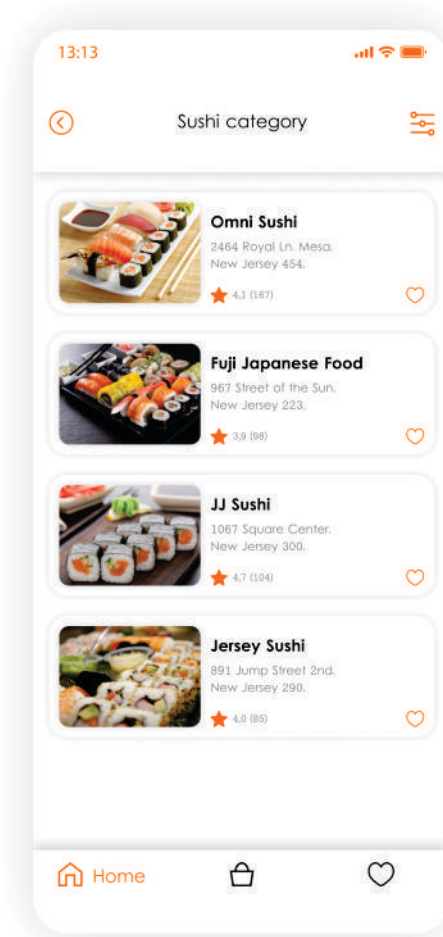 13:13
Sushi category
Omni Sushi
2464 Royal Ln. Mesa.
New Jersey 454.
4,1 (167)
Fuji Japanese Food
967 Street of the Sun.
New Jersey 223.
3,9 (98)
JJ Sushi
1067 Square Center.
New Jersey 300.
4,7 (104)
Jersey Sushi
891 Jump Street 2nd.
New Jersey 290.
4,0 (85)
Home